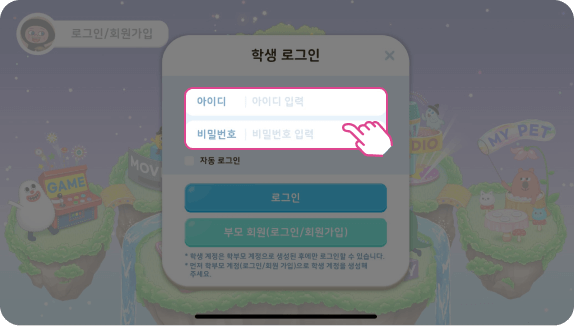 로그인/회원가입
학생 로그인
아이디 아이디 입력
비밀번호 비밀번호 입력
자동 로그인
로그인
부모 회원(로그인/회원가입)
* 학생 계정은 학부모 계정으로 생성된 후에만 로그인할 수 있습니다.
* 먼저 학부모 계정(로그인/회원 가입)으로 학생 계정을 생성해
주세요.
GAME
MOV
DIO
MY PET